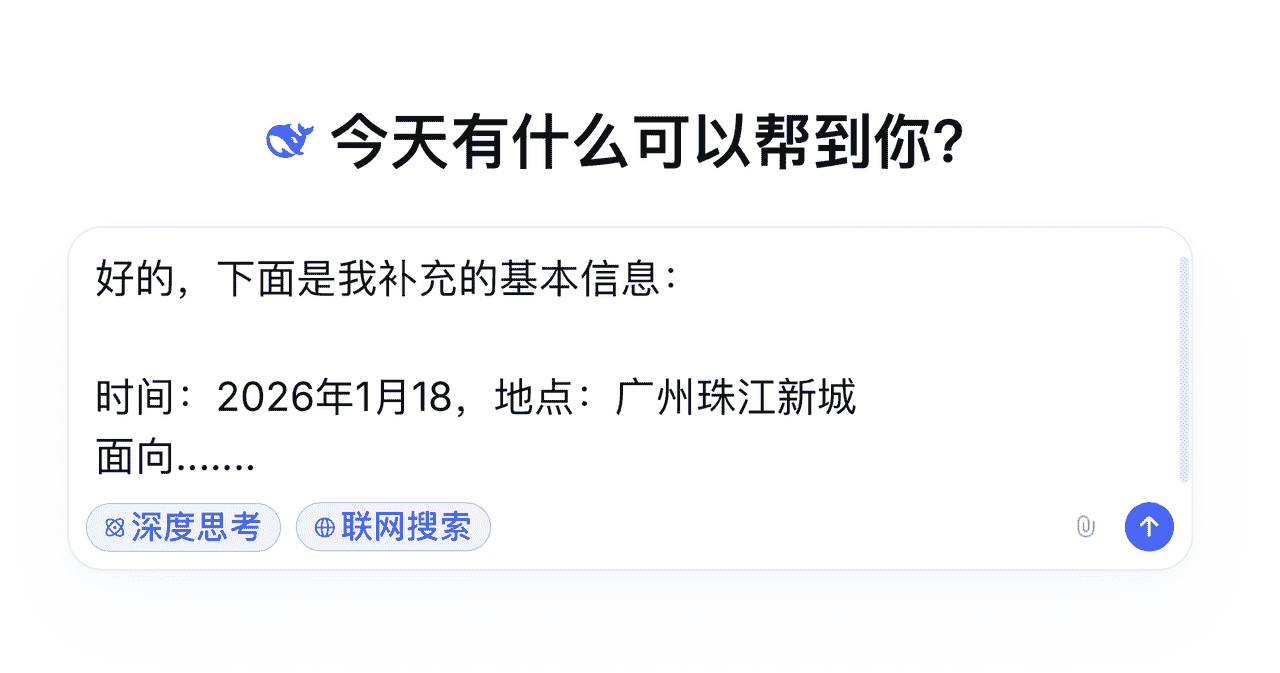 今天有什么可以帮到你?
好的，下面是我补充的基本信息：
时间：2026年1月18，地点：广州珠江新城
面向.......
深度思考
联网搜索